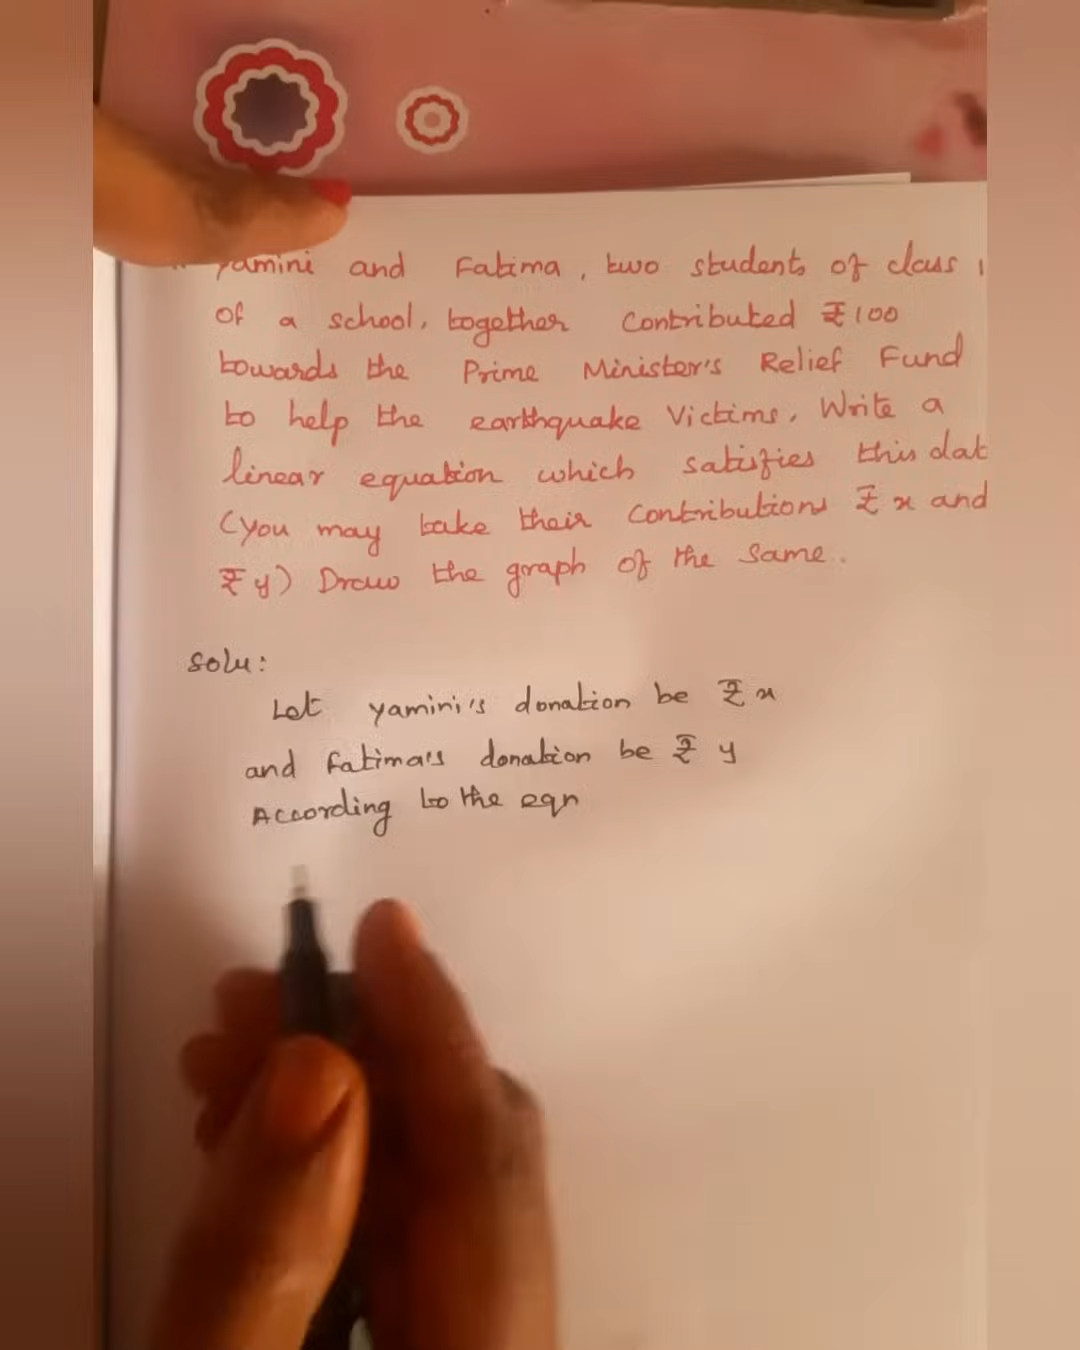 yamini and Fatima, two students of class
of a school, together contributed ₹100
towards the Prime Minister's Relief Fund
to help the earthquake Victims. Write a
linear equation which satisfies this dat
(you may take their contributions ₹ x and
₹ y) Draw the graph of the same.
Solu:
Let yamini's donation be ₹ x
and Fatima's donation be ₹ y
According to the eqn